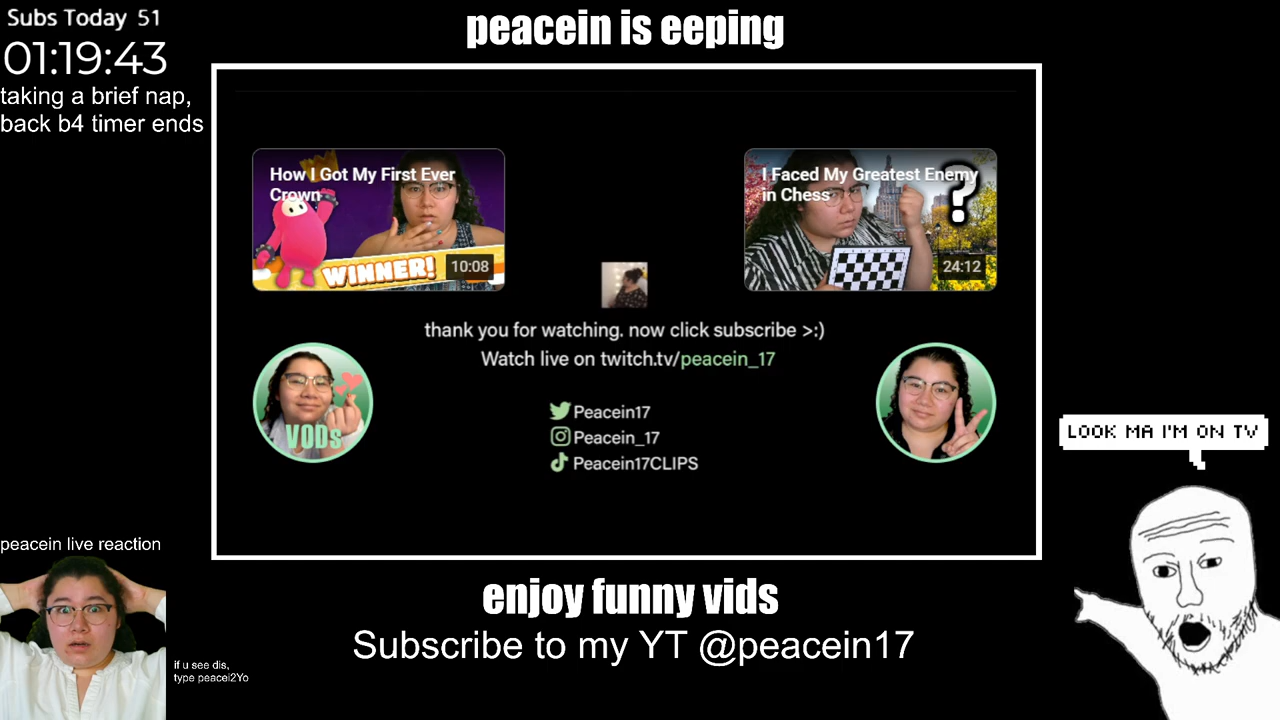 Subs Today 51
01:19:43
taking a brief nap,
back b4 timer ends
peacein is eeping
How I Got My First Ever
Crown
WINNER!
10:08
I Faced My Greatest Enemy
in Chess
?
24:12
thank you for watching. now click subscribe >:)
Watch live on twitch.tv/peacein_17
VODs
Peacein17
Peacein_17
Peacein17CLIPS
LOOK MA I'M ON TV
peacein live reaction
if u see dis,
type peacei2Yo
enjoy funny vids
Subscribe to my YT @peacein17